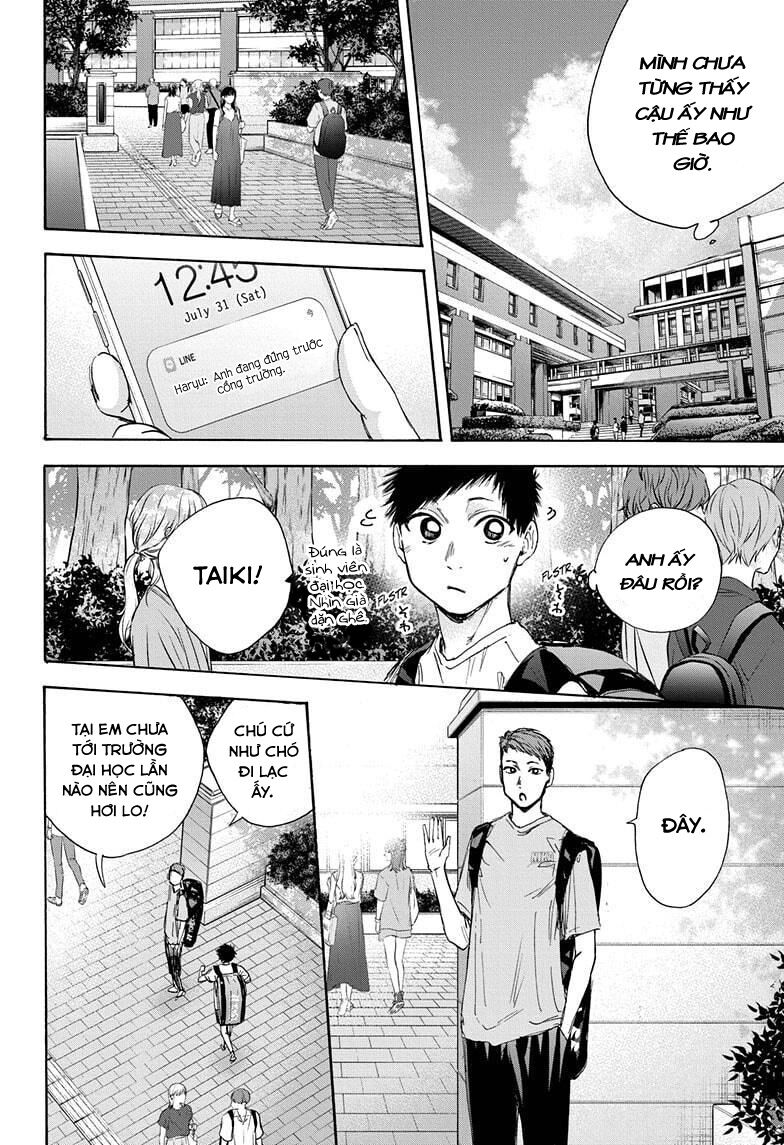 MÌNH CHƯA
TỪNG THẤY
CẬU ẤY NHƯ
THẾ BAO
GIỜ.
12:45
July 31 (Sat)
LINE
Haryu: Anh đang đứng trước
cổng trường.
ANH ẤY
ĐÂU RỒI?
FLSTR
FLSTR
Đúng là
sinh viên
đại học
Nhìn Già
dặn Ghê.
TAIKI!
ĐÂY.
CHÚ CỨ
NHƯ CHÓ
ĐI LẠC
ẤY.
TẠI EM CHƯA
TỚI TRƯỜNG
ĐẠI HỌC LẦN
NÀO NÊN CŨNG
HƠI LO!